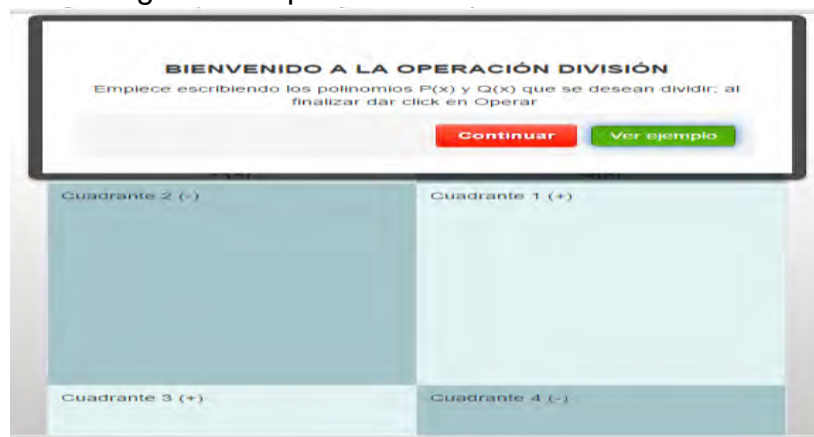 BIENVENIDO A LA OPERACIÓN DIVISIÓN
Empiece escribiendo los polinomios P(x) y Q(x) que se desean dividir; al
finalizar dar click en Operar
Continuar Ver ejemplo
Cuadrante 2 (-) Cuadrante 1 (+)
Cuadrante 3 (+) Cuadrante 4 (-)